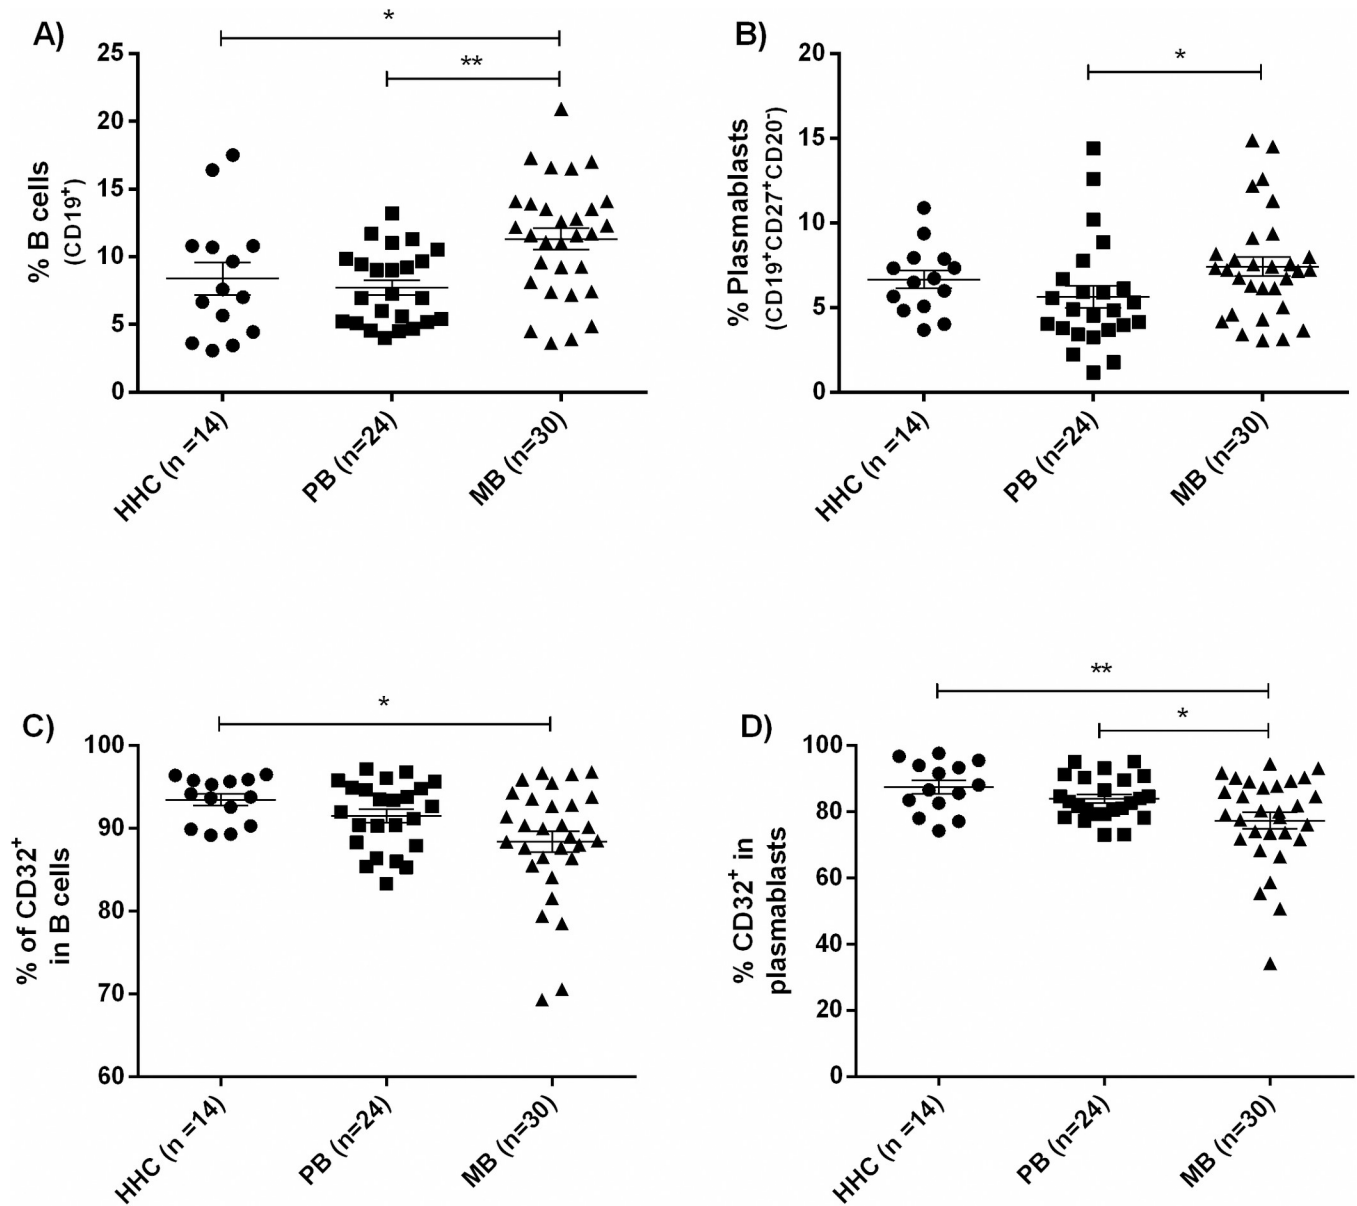 A)
*
**
25
20
15
10
5
0
% B cells
(CD19⁺)
HHC (n =14)
PB (n=24)
MB (n=30)
B)
*
20
15
10
5
0
% Plasmablasts
(CD19⁺CD27⁺CD20⁻)
HHC (n =14)
PB (n=24)
MB (n=30)
C)
*
100
90
80
70
60
% of CD32⁺
in B cells
HHC (n =14)
PB (n=24)
MB (n=30)
D)
**
*
100
80
60
40
20
0
% CD32⁺ in
plasmablasts
HHC (n =14)
PB (n=24)
MB (n=30)